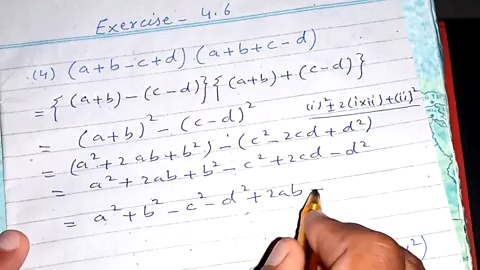 Exercise - 4.6
(4) (a+b-c+d) (a+b+c-d)
= {(a+b)-(c-d)}{(a+b)+(c-d)}
= (a+b)² - (c-d)²
(i)²±2(i×ii)+(ii)²
= (a²+2ab+b²) - (c²-2cd+d²)
= a²+2ab+b²-c²+2cd-d²
= a²+b²-c²-d²+2ab